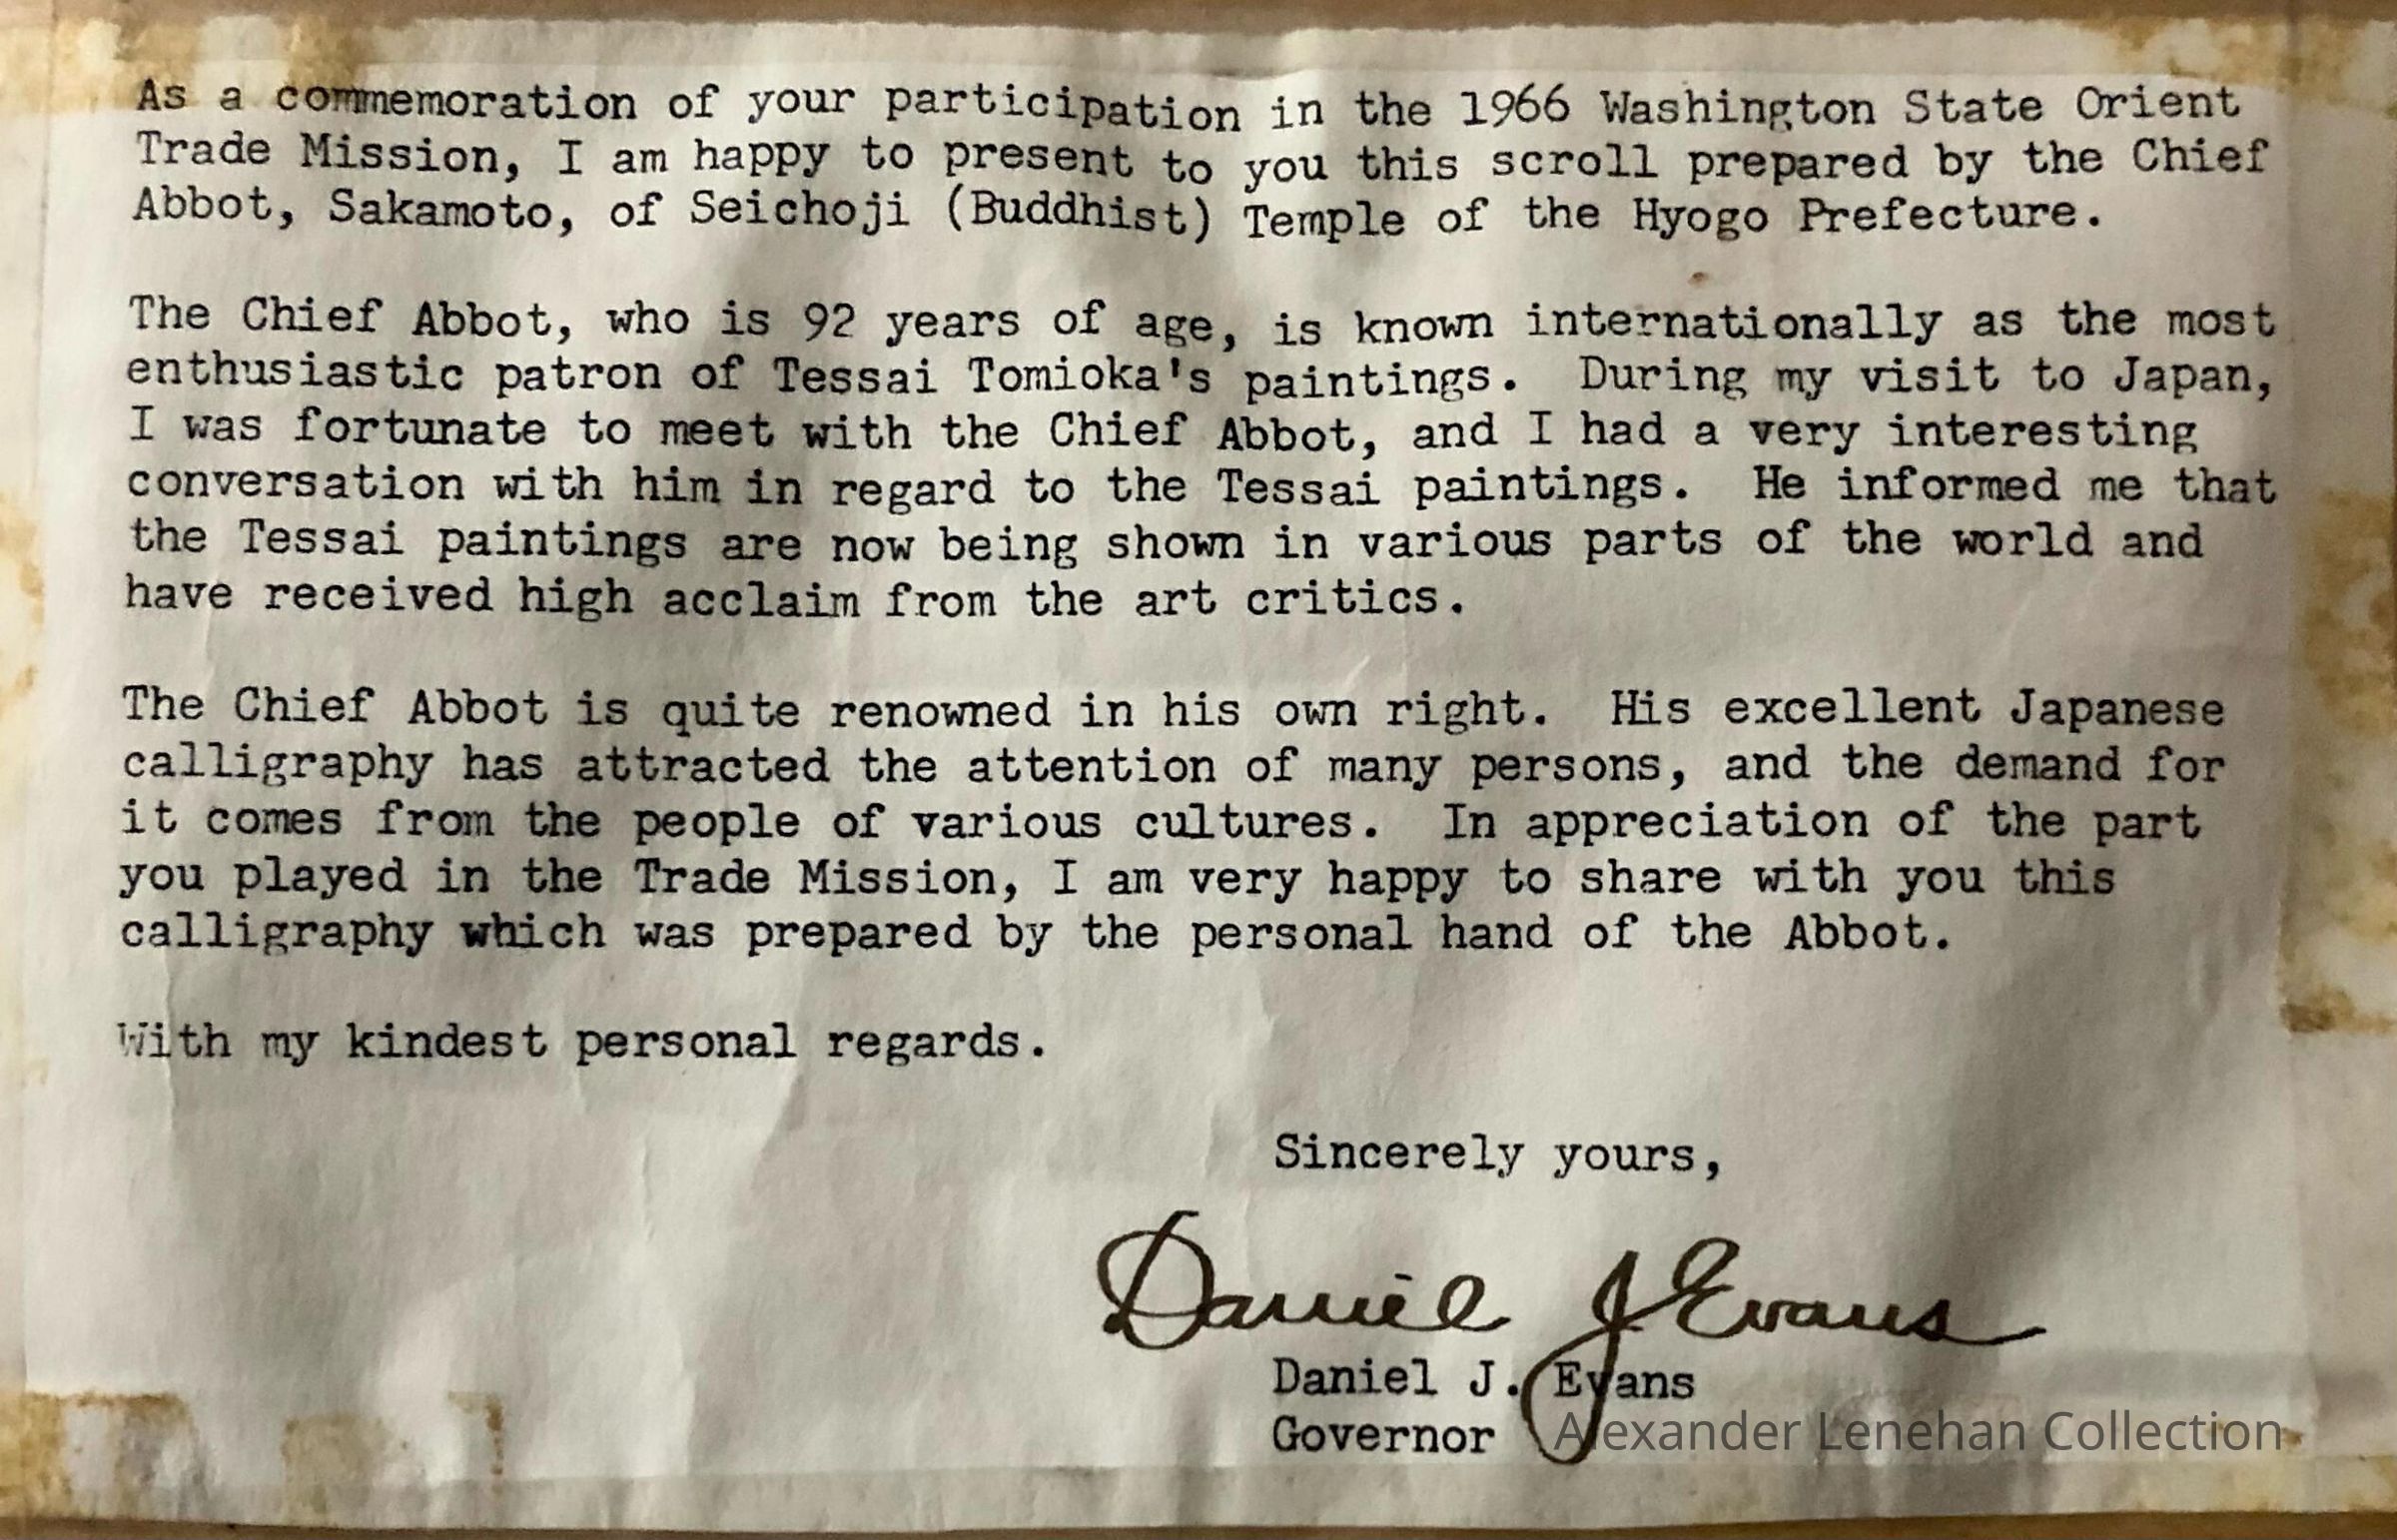 As a commemoration of your participation in the 1966 Washington State Orient
Trade Mission, I am happy to present to you this scroll prepared by the Chief
Abbot, Sakamoto, of Seichoji (Buddhist) Temple of the Hyogo Prefecture.
The Chief Abbot, who is 92 years of age, is known internationally as the most
enthusiastic patron of Tessai Tomioka's paintings. During my visit to Japan,
I was fortunate to meet with the Chief Abbot, and I had a very interesting
conversation with him in regard to the Tessai paintings. He informed me that
the Tessai paintings are now being shown in various parts of the world and
have received high acclaim from the art critics.
The Chief Abbot is quite renowned in his own right. His excellent Japanese
calligraphy has attracted the attention of many persons, and the demand for
it comes from the people of various cultures. In appreciation of the part
you played in the Trade Mission, I am very happy to share with you this
calligraphy which was prepared by the personal hand of the Abbot.
With my kindest personal regards.
Sincerely yours,
Daniel J Evans
Daniel J. Evans
Governor
Alexander Lenehan Collection